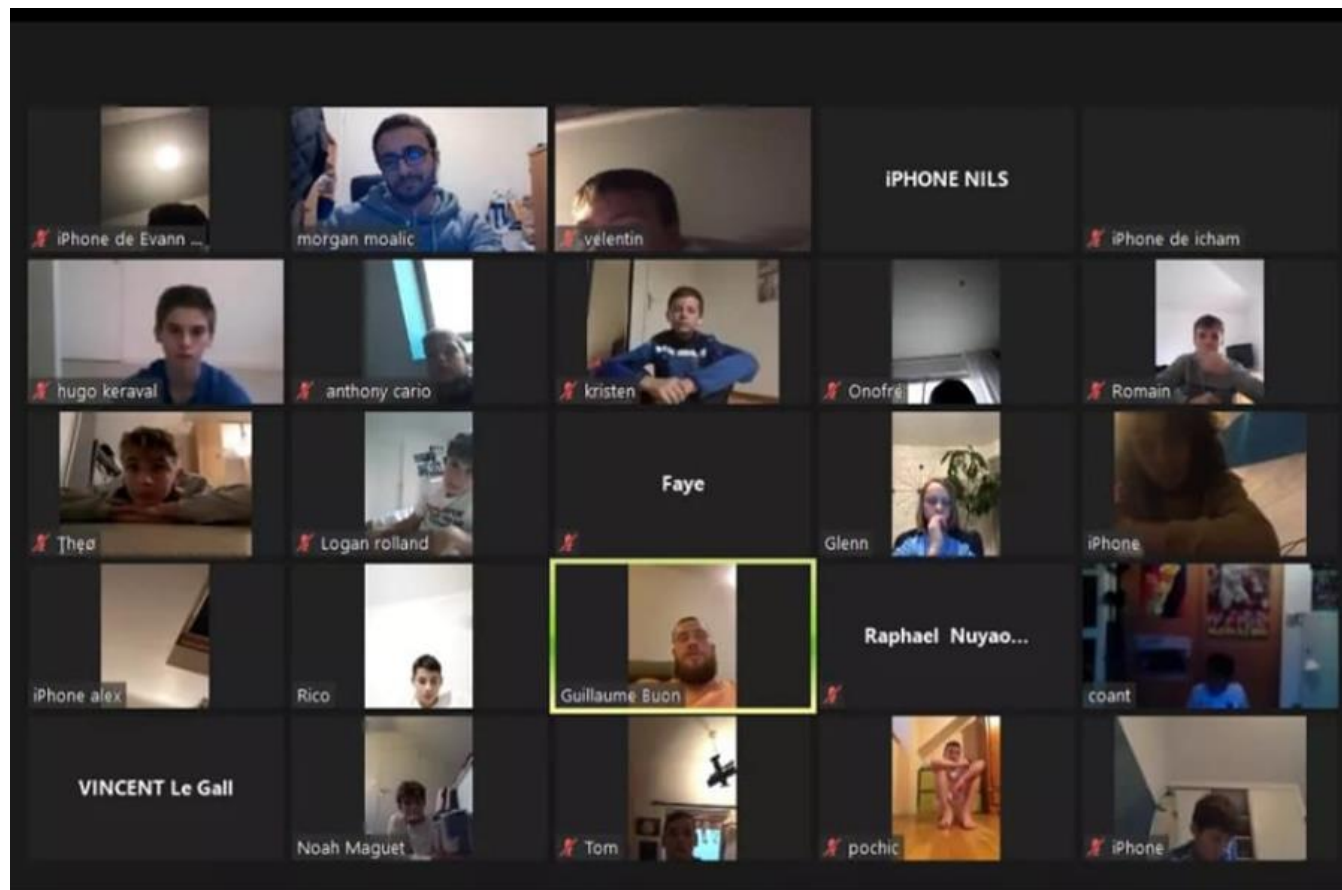 iPhone de Evann ...
morgan moalic
velentin
iPHONE NILS
iPhone de icham
hugo keraval
anthony cario
kristen
Onofré
Romain
Theø
Logan rolland
Faye
Glenn
iPhone
iPhone alex
Rico
Guillaume Buon
Raphael Nuyao...
coant
VINCENT Le Gall
Noah Maguet
Tom
pochic
iPhone